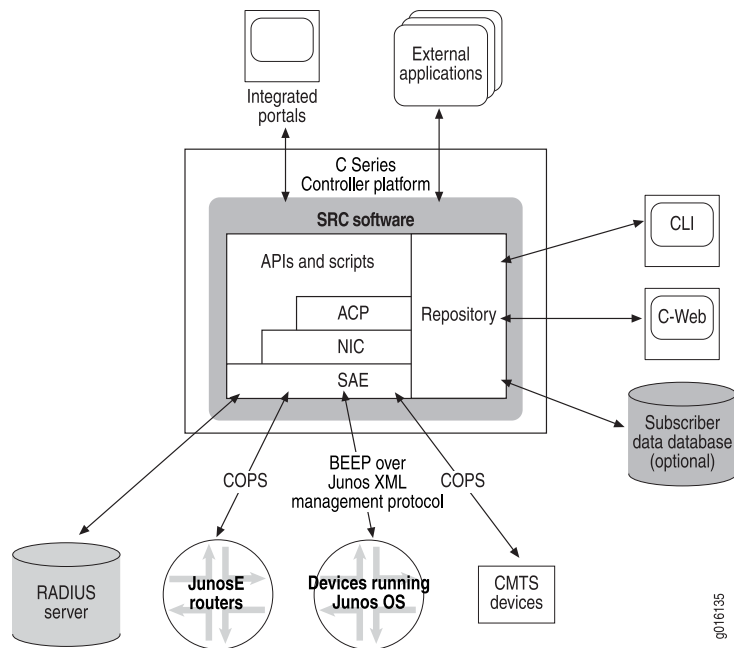 Integrated
portals
External
applications
C Series
Controller platform
SRC software
APIs and scripts
ACP
NIC
SAE
Repository
CLI
C-Web
Subscriber
data database
(optional)
COPS
BEEP over
Junos XML
management protocol
COPS
RADIUS
server
JunosE
routers
Devices running
Junos OS
CMTS
devices
g016135